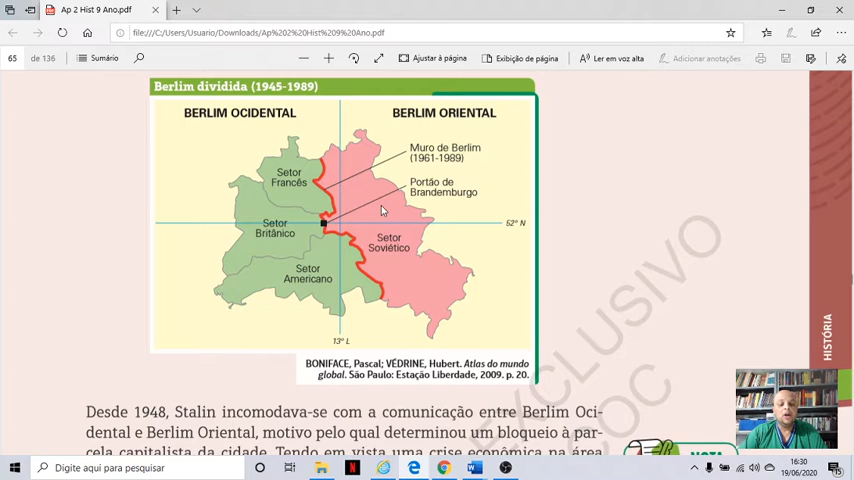 Ap 2 Hist 9 Ano.pdf
file:///C:/Users/Usuario/Downloads/Ap%202%20Hist%209%20Ano.pdf
65 de 136
Sumário
Ajustar à página
Exibição de página
Ler em voz alta
Adicionar anotações
Berlim dividida (1945-1989)
BERLIM OCIDENTAL
BERLIM ORIENTAL
Muro de Berlim
(1961-1989)
Setor
Francês
Portão de
Brandemburgo
52º N
Setor
Britânico
Setor
Soviético
Setor
Americano
13º L
BONIFACE, Pascal; VÉDRINE, Hubert. Atlas do mundo
global. São Paulo: Estação Liberdade, 2009. p. 20.
EXCLUSIVO
COC
HISTÓRIA
Desde 1948, Stalin incomodava-se com a comunicação entre Berlim Oci-
dental e Berlim Oriental, motivo pelo qual determinou um bloqueio à par-
cela capitalista da cidade. Tendo em vista uma crise econômica na área
NOTA
Digite aqui para pesquisar
16:30
19/06/2020